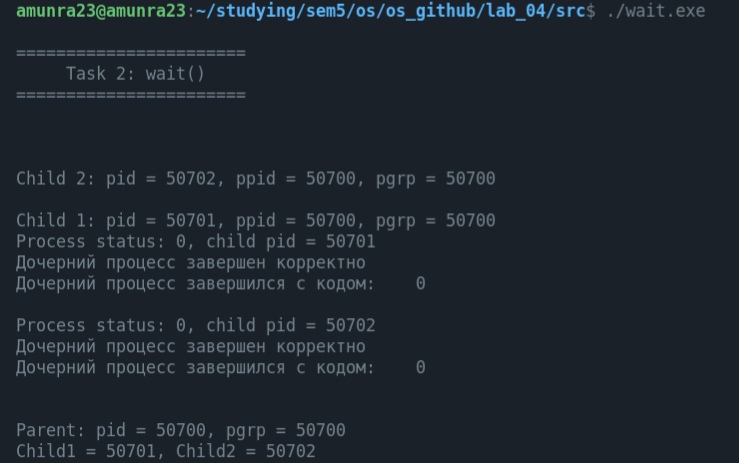 amunra23@amunra23:~/studying/sem5/os/os_github/lab_04/src$ ./wait.exe
=======================
Task 2: wait()
=======================
Child 2: pid = 50702, ppid = 50700, pgrp = 50700
Child 1: pid = 50701, ppid = 50700, pgrp = 50700
Process status: 0, child pid = 50701
Дочерний процесс завершен корректно
Дочерний процесс завершился с кодом:    0
Process status: 0, child pid = 50702
Дочерний процесс завершен корректно
Дочерний процесс завершился с кодом:    0
Parent: pid = 50700, pgrp = 50700
Child1 = 50701, Child2 = 50702